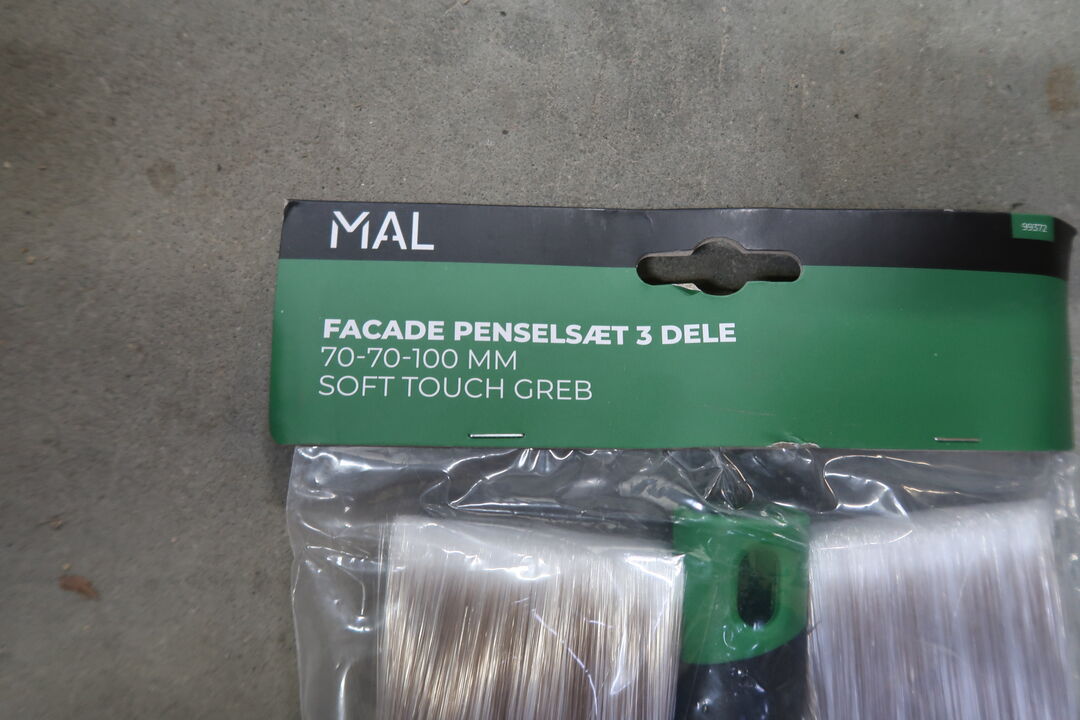 MAL
99372
FACADE PENSELSÆT 3 DELE
70-70-100 MM
SOFT TOUCH GREB